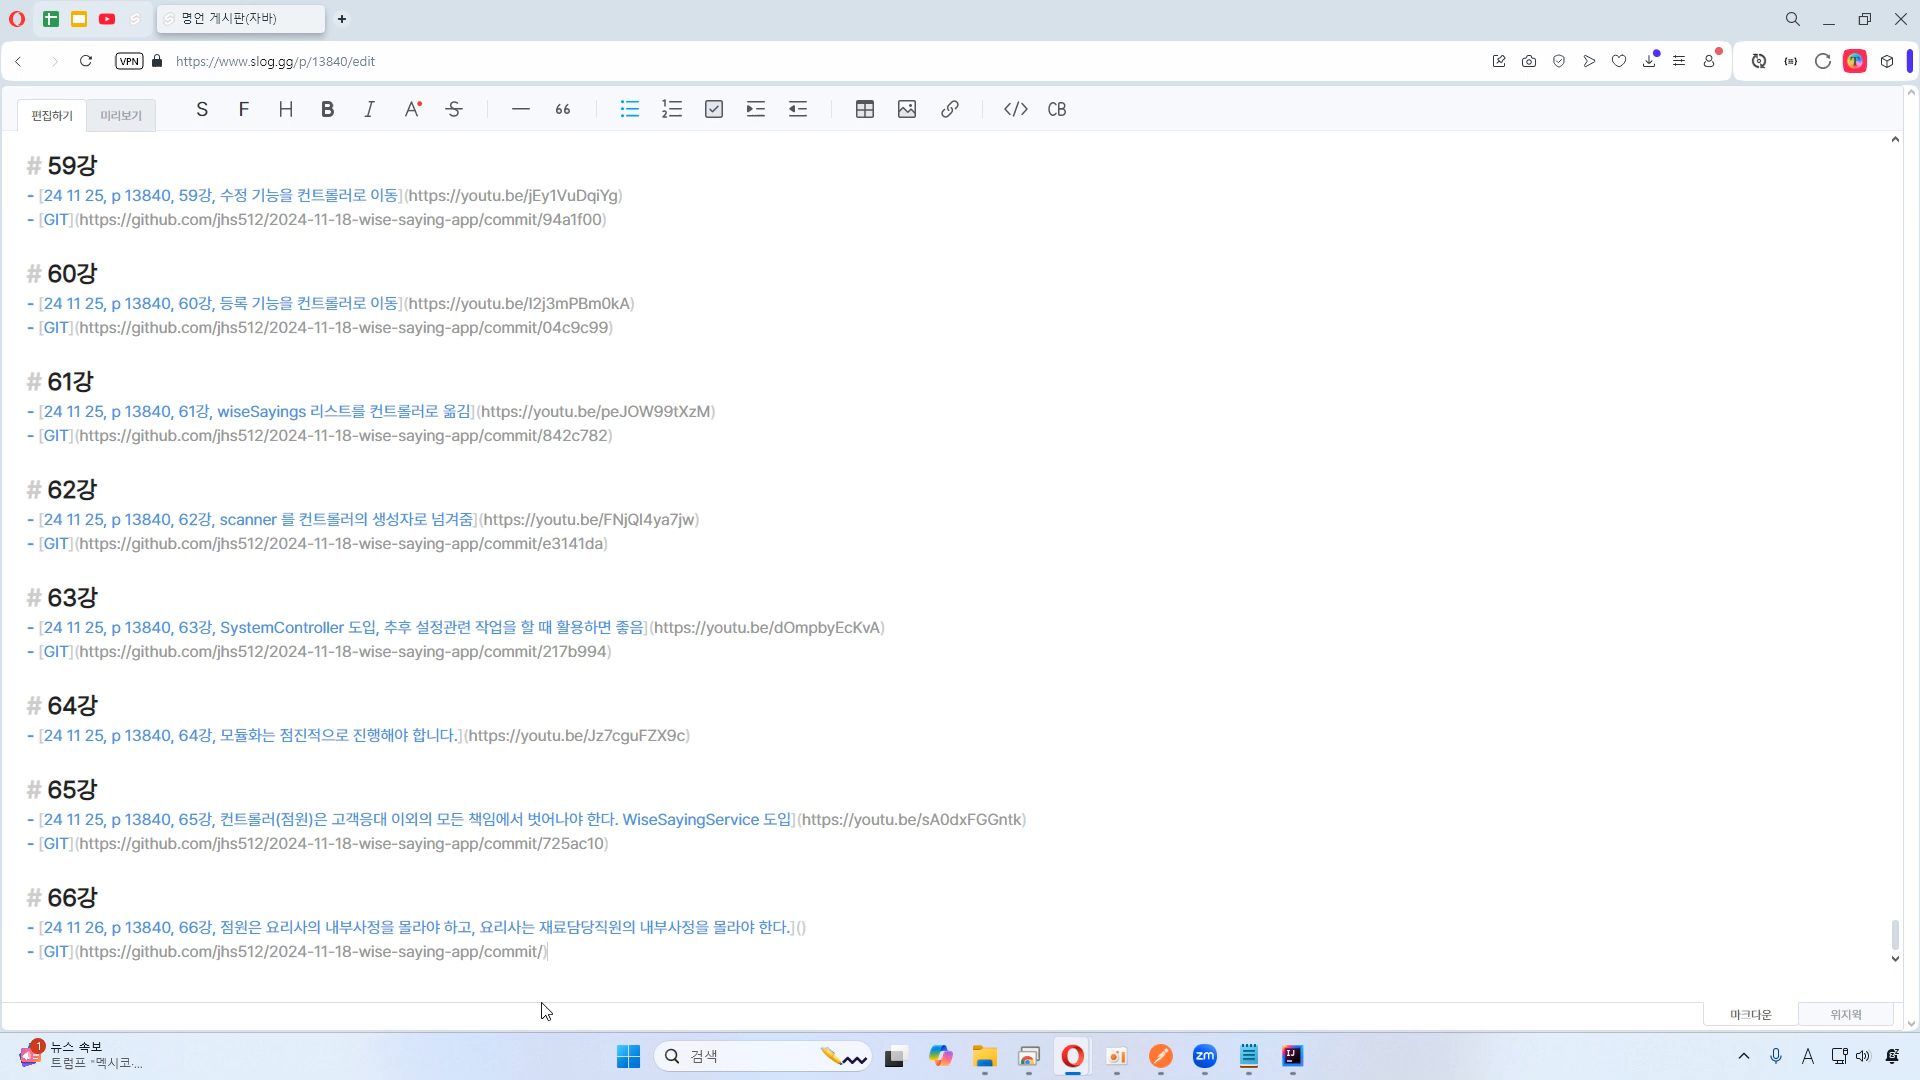 명언 게시판(자바)
VPN
https://www.slog.gg/p/13840/edit
편집하기
미리보기
CB
# 59강
- [24 11 25, p 13840, 59강, 수정 기능을 컨트롤러로 이동](https://youtu.be/jEy1VuDqiYg)
- [GIT](https://github.com/jhs512/2024-11-18-wise-saying-app/commit/94a1f00)
# 60강
- [24 11 25, p 13840, 60강, 등록 기능을 컨트롤러로 이동](https://youtu.be/I2j3mPBm0kA)
- [GIT](https://github.com/jhs512/2024-11-18-wise-saying-app/commit/04c9c99)
# 61강
- [24 11 25, p 13840, 61강, wiseSayings 리스트를 컨트롤러로 옮김](https://youtu.be/peJOW99tXzM)
- [GIT](https://github.com/jhs512/2024-11-18-wise-saying-app/commit/842c782)
# 62강
- [24 11 25, p 13840, 62강, scanner 를 컨트롤러의 생성자로 넘겨줌](https://youtu.be/FNjQI4ya7jw)
- [GIT](https://github.com/jhs512/2024-11-18-wise-saying-app/commit/e3141da)
# 63강
- [24 11 25, p 13840, 63강, SystemController 도입, 추후 설정관련 작업을 할 때 활용하면 좋음](https://youtu.be/dOmpbyEcKvA)
- [GIT](https://github.com/jhs512/2024-11-18-wise-saying-app/commit/217b994)
# 64강
- [24 11 25, p 13840, 64강, 모듈화는 점진적으로 진행해야 합니다.](https://youtu.be/Jz7cguFZX9c)
# 65강
- [24 11 25, p 13840, 65강, 컨트롤러(점원)은 고객응대 이외의 모든 책임에서 벗어나야 한다. WiseSayingService 도입](https://youtu.be/sA0dxFGGntk)
- [GIT](https://github.com/jhs512/2024-11-18-wise-saying-app/commit/725ac10)
# 66강
- [24 11 26, p 13840, 66강, 점원은 요리사의 내부사정을 몰라야 하고, 요리사는 재료담당직원의 내부사정을 몰라야 한다.]()
- [GIT](https://github.com/jhs512/2024-11-18-wise-saying-app/commit/)
마크다운
위지윅
1
뉴스 속보
트럼프 "멕시코·...
검색
zm
A